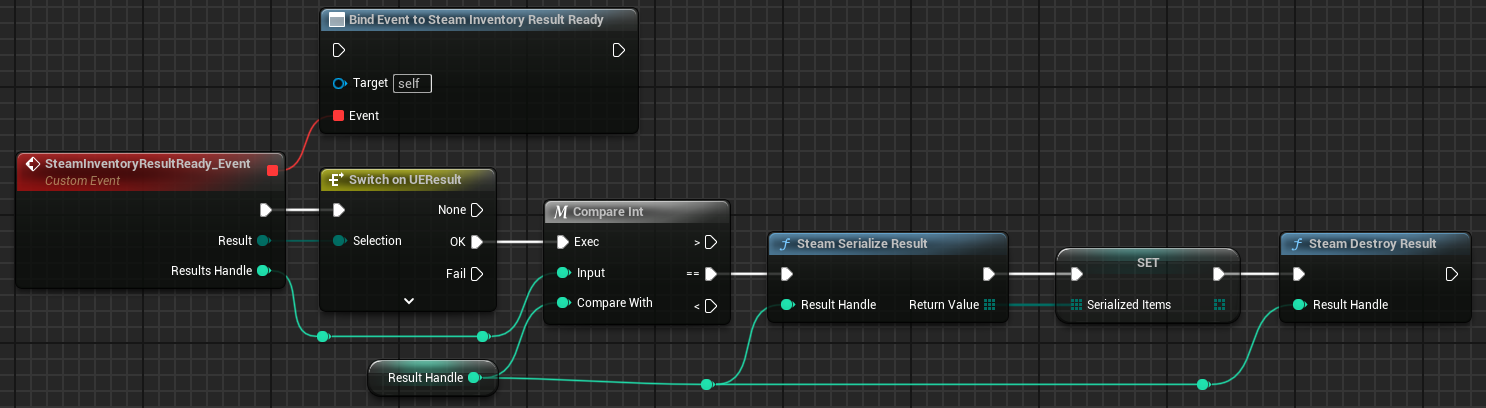 Bind Event to Steam Inventory Result Ready
Target self
Event
SteamInventoryResultReady_Event
Custom Event
Result
Results Handle
Switch on UEResult
None
Selection
OK
Fail
Compare Int
Exec
>
Input
==
Compare With
<
Result Handle
Steam Serialize Result
Result Handle
Return Value
SET
Serialized Items
Steam Destroy Result
Result Handle